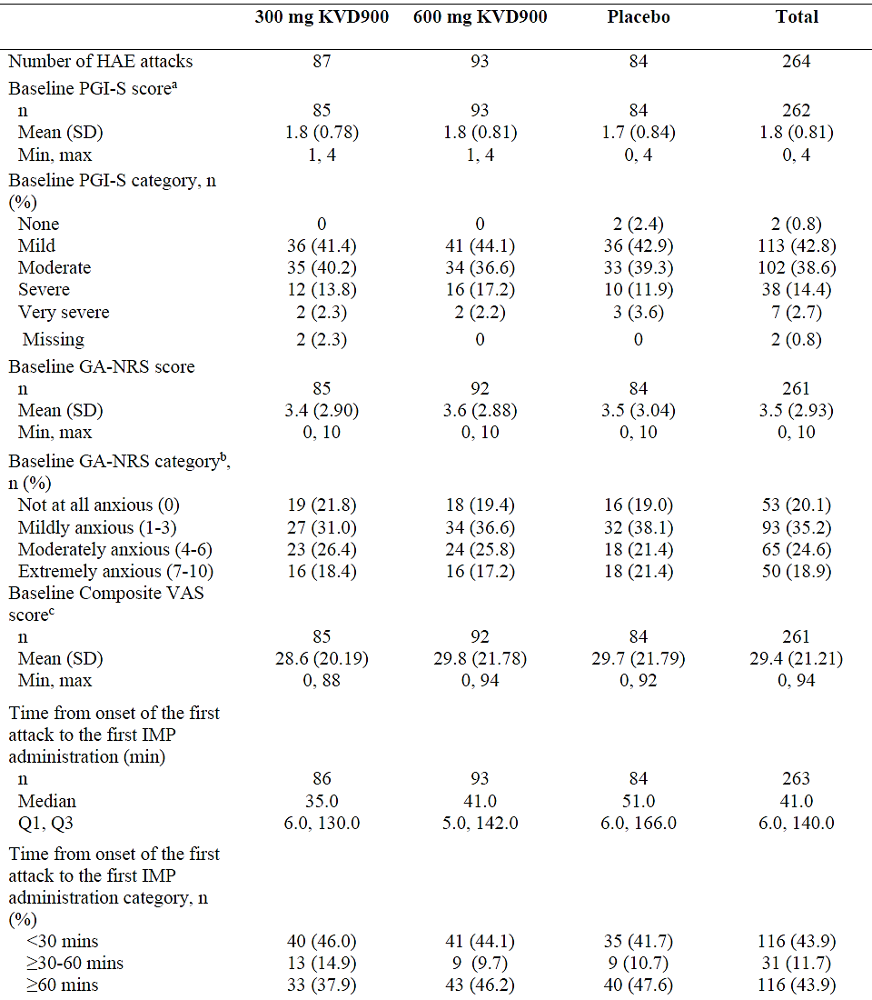 300 mg KVD900 600 mg KVD900 Placebo Total
Number of HAE attacks 87 93 84 264
Baseline PGI-S scoreᵃ
n 85 93 84 262
Mean (SD) 1.8 (0.78) 1.8 (0.81) 1.7 (0.84) 1.8 (0.81)
Min, max 1, 4 1, 4 0, 4 0, 4
Baseline PGI-S category, n
(%)
None 0 0 2 (2.4) 2 (0.8)
Mild 36 (41.4) 41 (44.1) 36 (42.9) 113 (42.8)
Moderate 35 (40.2) 34 (36.6) 33 (39.3) 102 (38.6)
Severe 12 (13.8) 16 (17.2) 10 (11.9) 38 (14.4)
Very severe 2 (2.3) 2 (2.2) 3 (3.6) 7 (2.7)
Missing 2 (2.3) 0 0 2 (0.8)
Baseline GA-NRS score
n 85 92 84 261
Mean (SD) 3.4 (2.90) 3.6 (2.88) 3.5 (3.04) 3.5 (2.93)
Min, max 0, 10 0, 10 0, 10 0, 10
Baseline GA-NRS categoryᵇ,
n (%)
Not at all anxious (0) 19 (21.8) 18 (19.4) 16 (19.0) 53 (20.1)
Mildly anxious (1-3) 27 (31.0) 34 (36.6) 32 (38.1) 93 (35.2)
Moderately anxious (4-6) 23 (26.4) 24 (25.8) 18 (21.4) 65 (24.6)
Extremely anxious (7-10) 16 (18.4) 16 (17.2) 18 (21.4) 50 (18.9)
Baseline Composite VAS
scoreᶜ
n 85 92 84 261
Mean (SD) 28.6 (20.19) 29.8 (21.78) 29.7 (21.79) 29.4 (21.21)
Min, max 0, 88 0, 94 0, 92 0, 94
Time from onset of the first
attack to the first IMP
administration (min)
n 86 93 84 263
Median 35.0 41.0 51.0 41.0
Q1, Q3 6.0, 130.0 5.0, 142.0 6.0, 166.0 6.0, 140.0
Time from onset of the first
attack to the first IMP
administration category, n
(%)
<30 mins 40 (46.0) 41 (44.1) 35 (41.7) 116 (43.9)
≥30-60 mins 13 (14.9) 9 (9.7) 9 (10.7) 31 (11.7)
≥60 mins 33 (37.9) 43 (46.2) 40 (47.6) 116 (43.9)